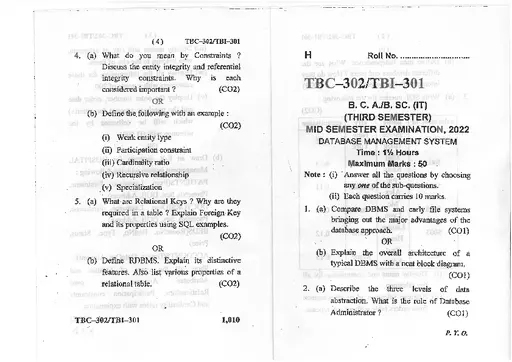 ( 4 ) TBC–302/TBI–301
4. (a) What do you mean by Constraints ?
Discuss the entity integrity and referential
integrity constraints. Why is each
considered important ? (CO2)
OR
(b) Define the following with an example :
(CO2)
(i) Weak entity type
(ii) Participation constraint
(iii) Cardinality ratio
(iv) Recursive relationship
(v) Specialization
5. (a) What are Relational Keys ? Why are they
required in a table ? Explain Foreign Key
and its properties using SQL examples.
(CO2)
OR
(b) Define RDBMS. Explain its distinctive
features. Also list various properties of a
relational table. (CO2)
TBC–302/TBI–301 1,010
H Roll No. ..............................
TBC–302/TBI–301
B. C. A./B. SC. (IT)
(THIRD SEMESTER)
MID SEMESTER EXAMINATION, 2022
DATABASE MANAGEMENT SYSTEM
Time : 1½ Hours
Maximum Marks : 50
Note : (i) Answer all the questions by choosing
any one of the sub-questions.
(ii) Each question carries 10 marks.
1. (a) Compare DBMS and early file systems
bringing out the major advantages of the
database approach. (CO1)
OR
(b) Explain the overall architecture of a
typical DBMS with a neat block diagram.
(CO1)
2. (a) Describe the three levels of data
abstraction. What is the role of Database
Administrator ? (CO1)
P. T. O.